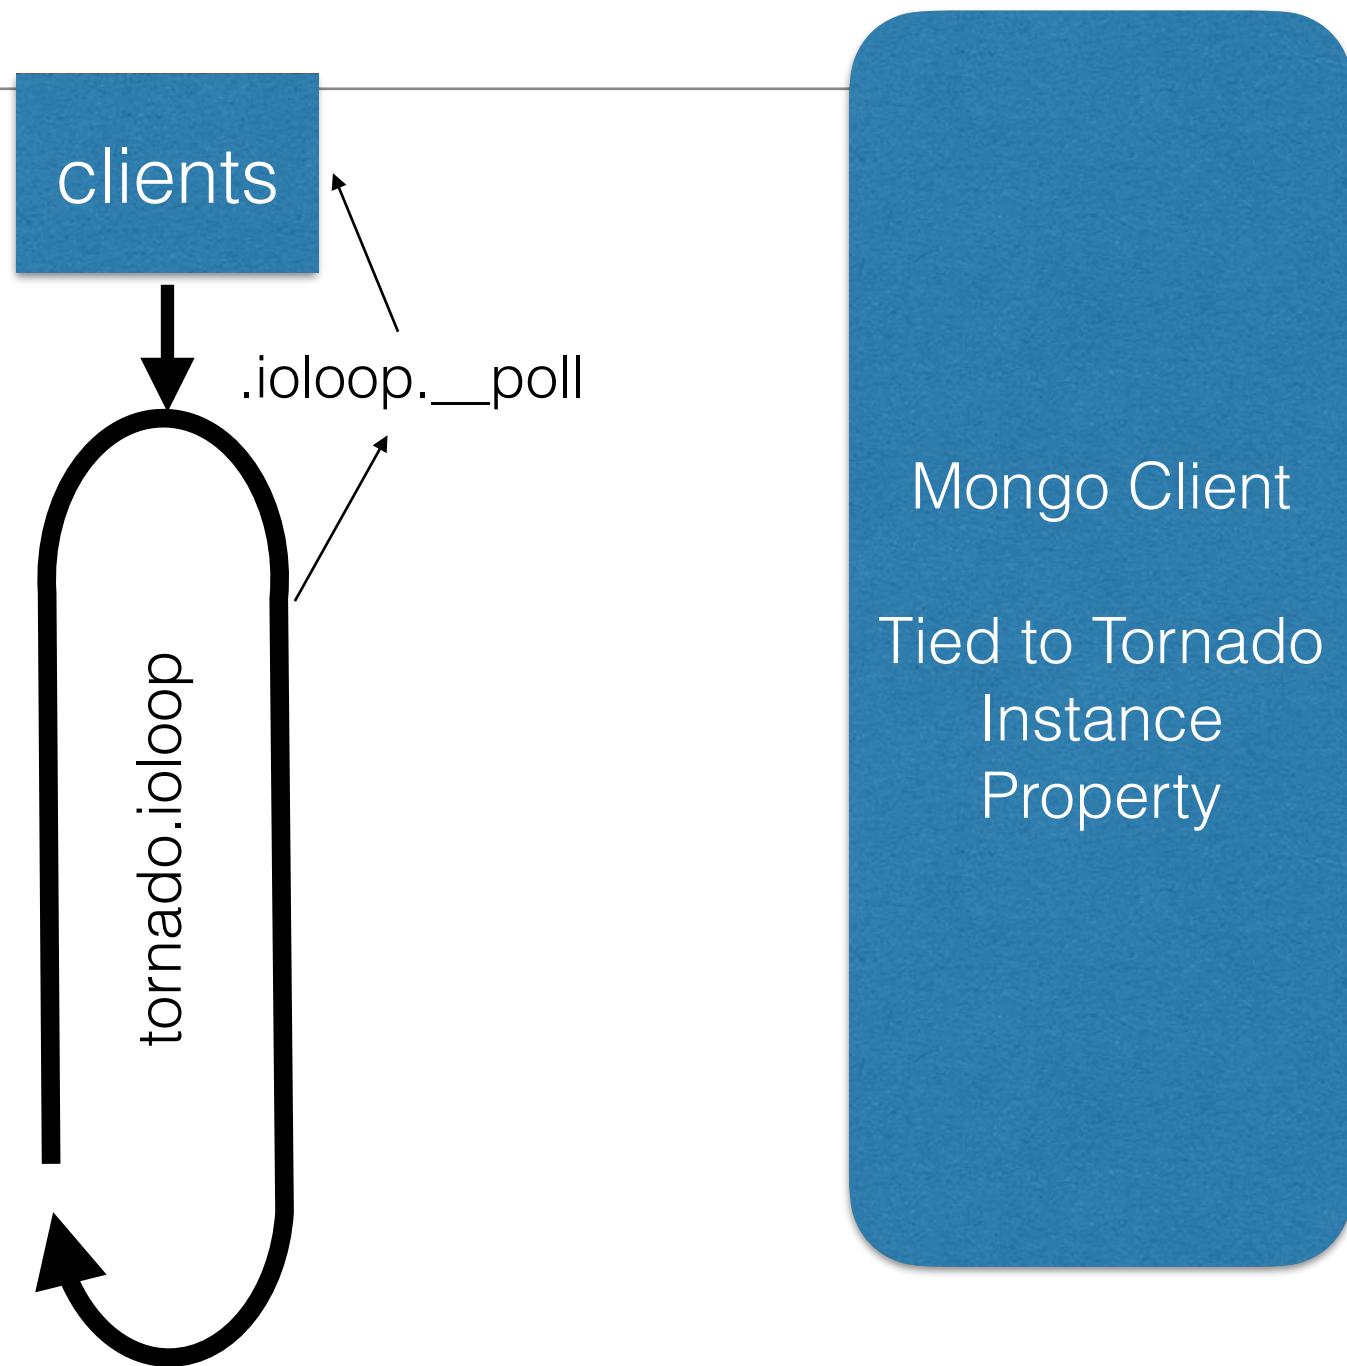 clients
.ioloop.__poll
tornado.ioloop
Mongo Client
Tied to Tornado
Instance
Property